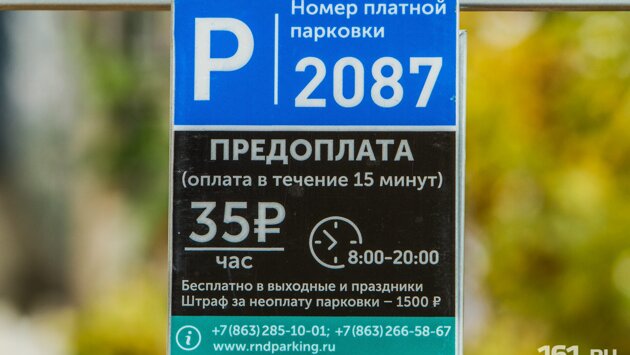 P
Номер платной
парковки
2087
ПРЕДОПЛАТА
(оплата в течение 15 минут)
35₽
час
8:00-20:00
Бесплатно в выходные и праздники
Штраф за неоплату парковки – 1500 ₽
i +7(863)285-10-01; +7(863)266-58-67
www.rndparking.ru
161.ru